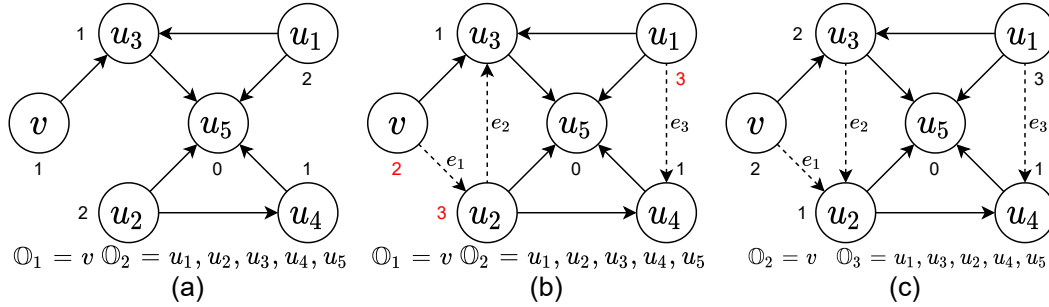 1 u₃ u₁
2
v u₅
1 0 1
2 u₂ u₄
𝕆₁ = v 𝕆₂ = u₁, u₂, u₃, u₄, u₅
(a)
1 u₃ u₁
3
v e₂ u₅ e₃
2 e₁ 0 1
3 u₂ u₄
𝕆₁ = v 𝕆₂ = u₁, u₂, u₃, u₄, u₅
(b)
2 u₃ u₁
3
v e₂ u₅ e₃
2 e₁ 0 1
1 u₂ u₄
𝕆₂ = v 𝕆₃ = u₁, u₃, u₂, u₄, u₅
(c)